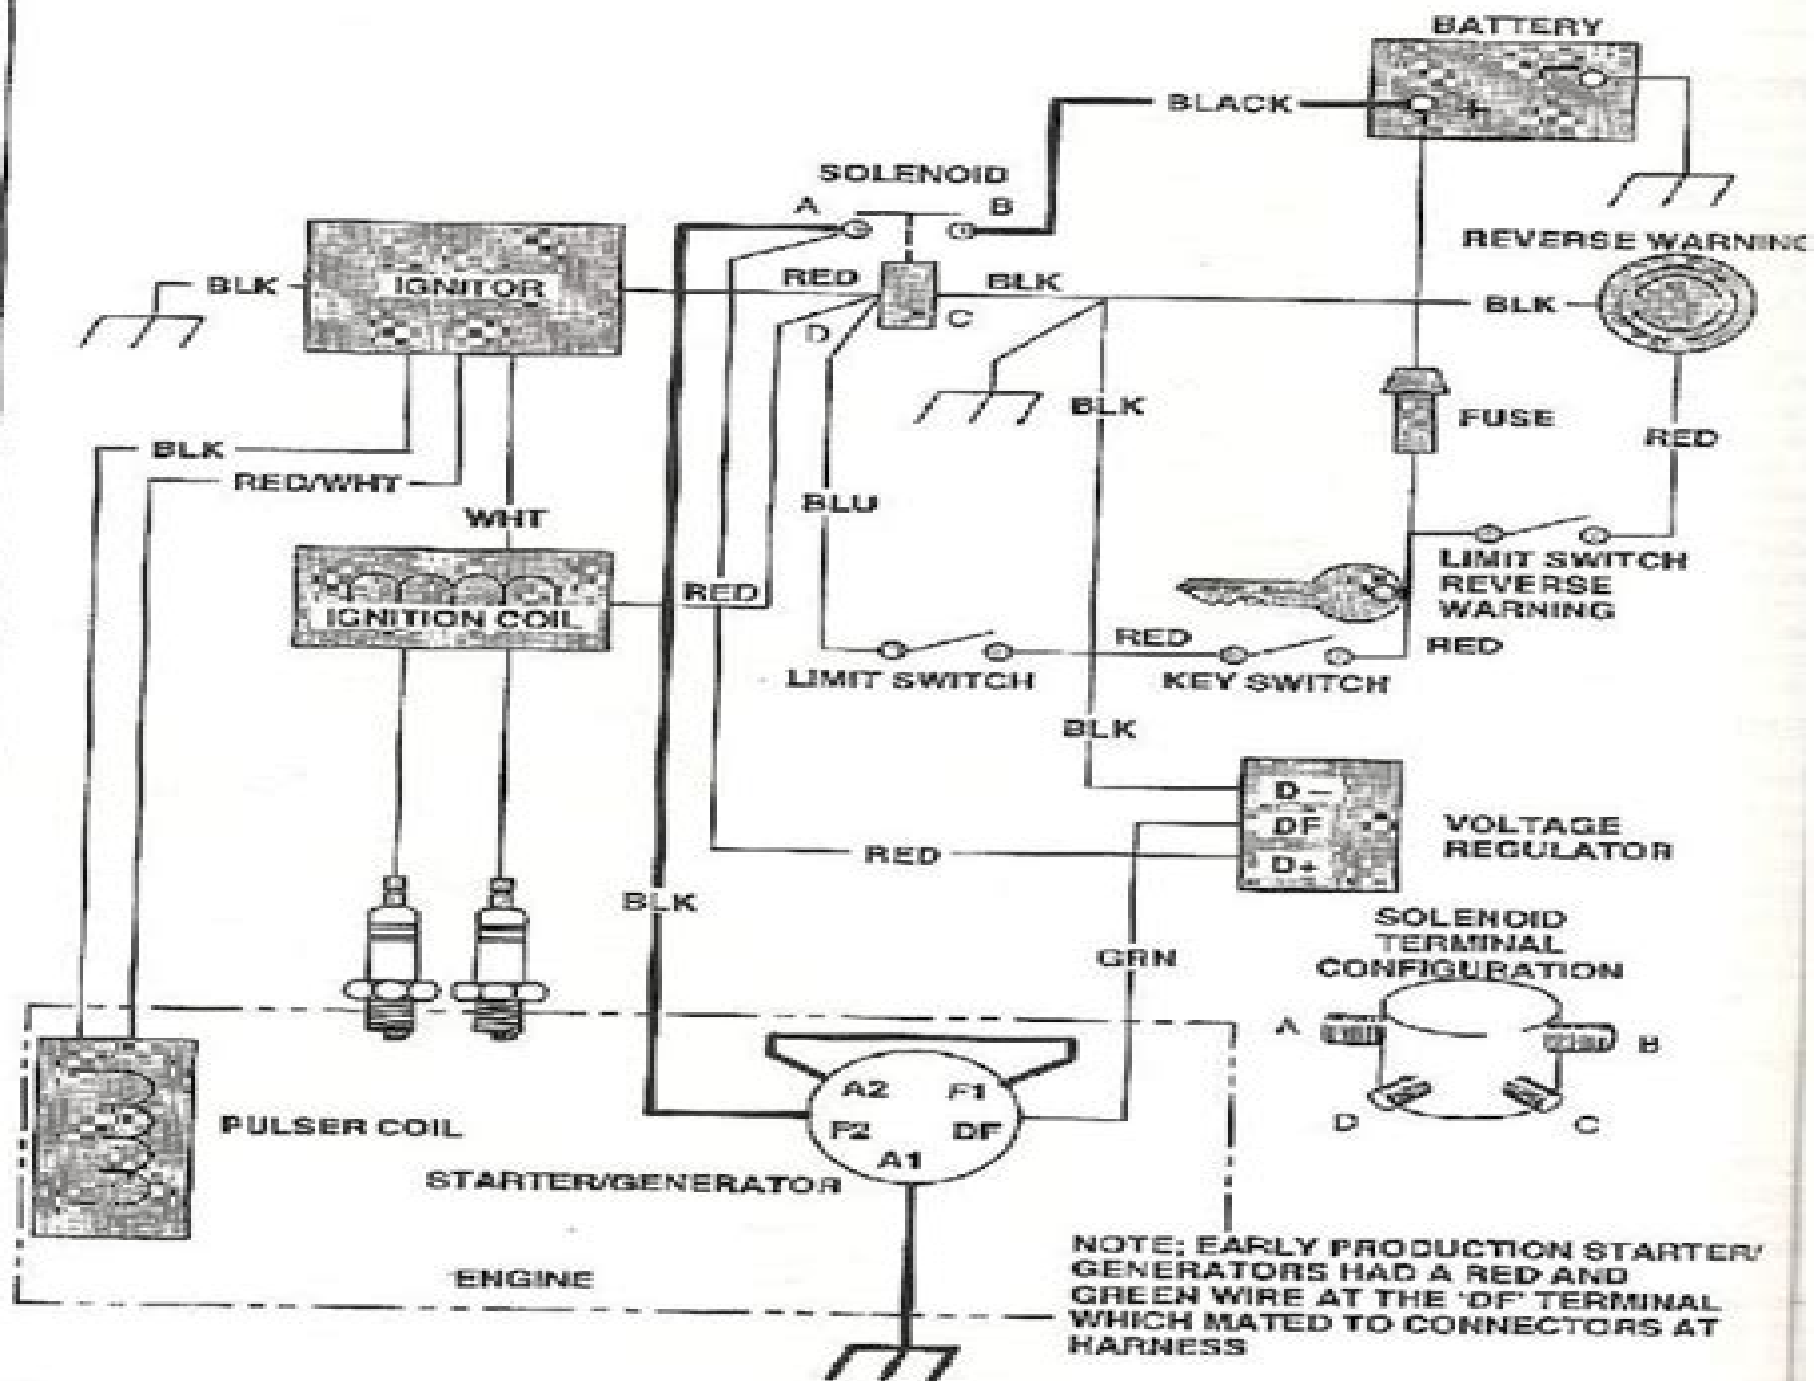 BATTERY
BLACK
+
SOLENOID
A
B
REVERSE WARNING
BLK
IGNITOR
RED
BLK
BLK
D
C
BLK
FUSE
RED
BLK
RED/WHT
WHT
BLU
IGNITION COIL
RED
LIMIT SWITCH
REVERSE
WARNING
RED
RED
LIMIT SWITCH
KEY SWITCH
BLK
D -
DF
D+
VOLTAGE
REGULATOR
RED
BLK
GRN
SOLENOID
TERMINAL
CONFIGURATION
A
B
D
C
A2
F1
F2
DF
A1
PULSER COIL
STARTER/GENERATOR
ENGINE
NOTE: EARLY PRODUCTION STARTER/
GENERATORS HAD A RED AND
GREEN WIRE AT THE 'DF' TERMINAL
WHICH MATED TO CONNECTORS AT
HARNESS